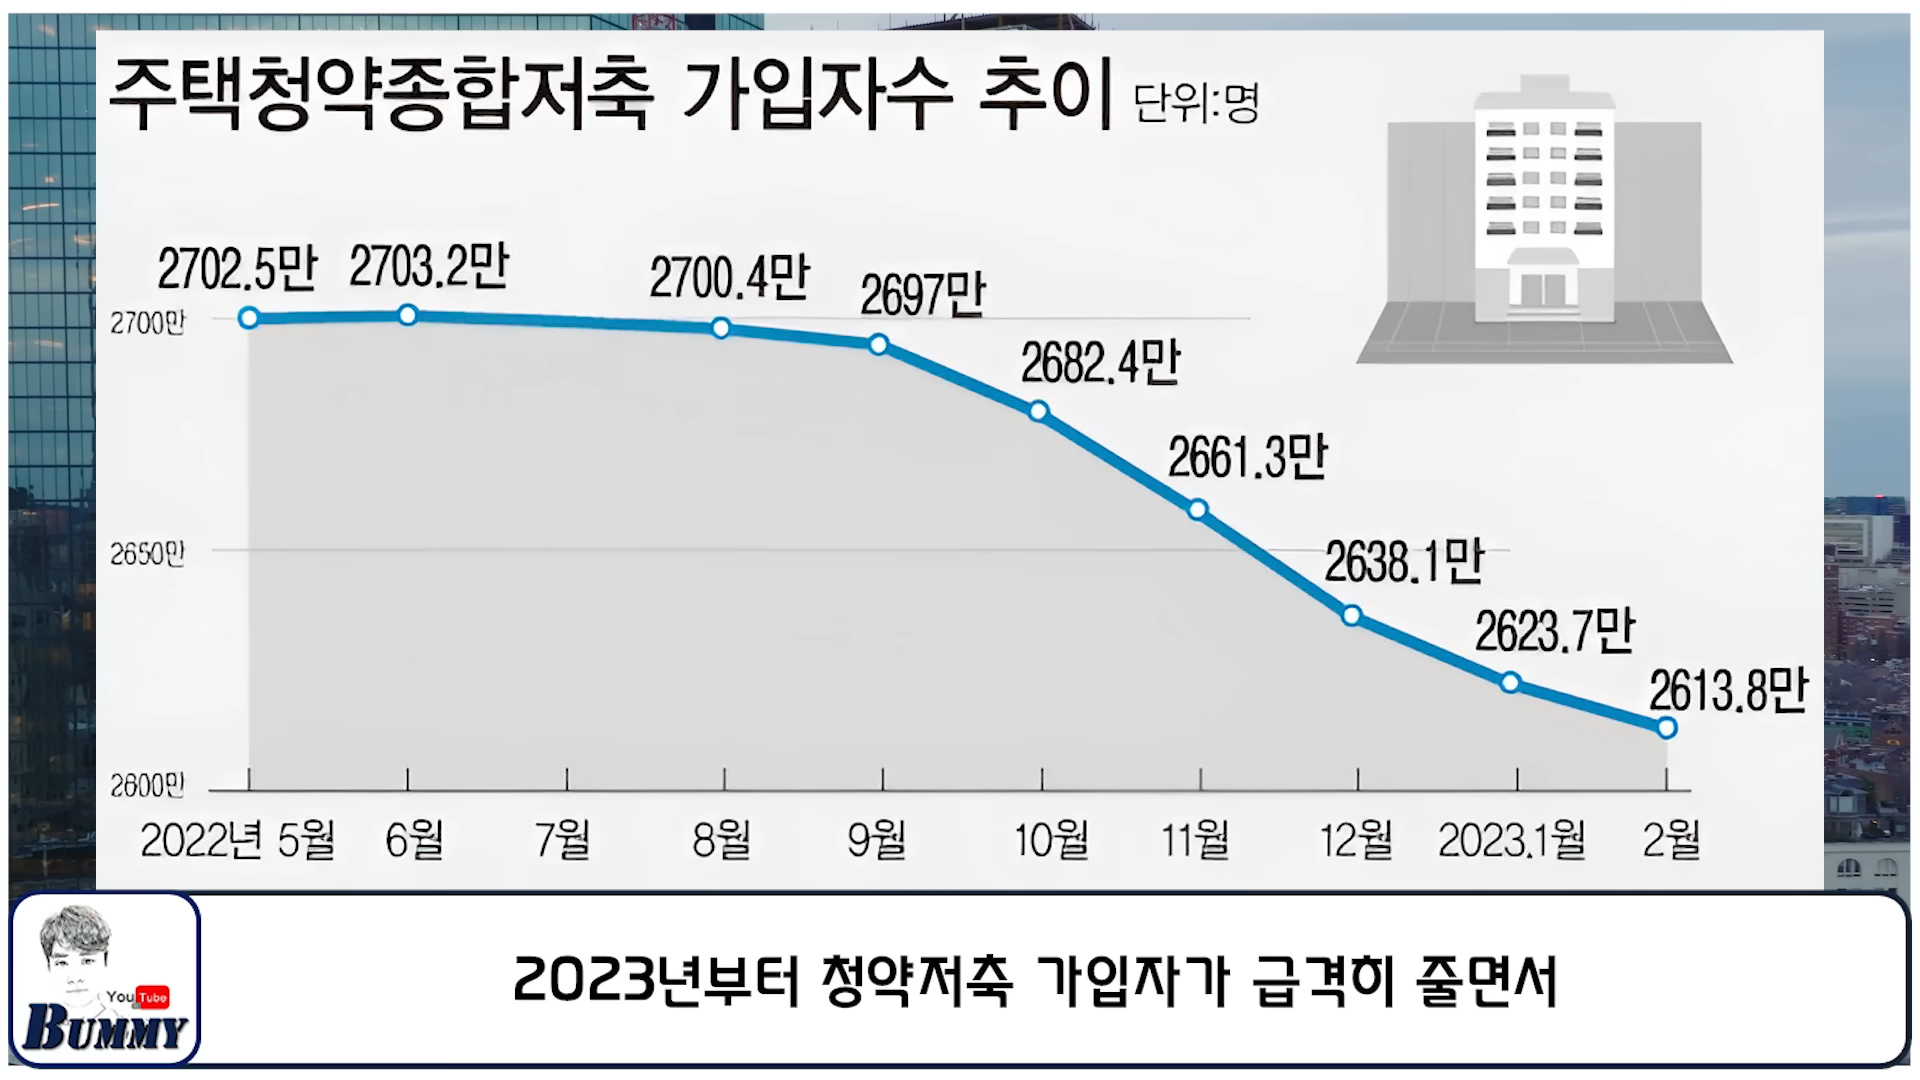 주택청약종합저축 가입자수 추이 단위:명
2702.5만 2703.2만 2700.4만 2697만
2700만
2682.4만
2661.3만
2650만
2638.1만
2623.7만
2613.8만
2600만
2022년 5월 6월 7월 8월 9월 10월 11월 12월 2023.1월 2월
2023년부터 청약저축 가입자가 급격히 줄면서
YouTube
BUMMY